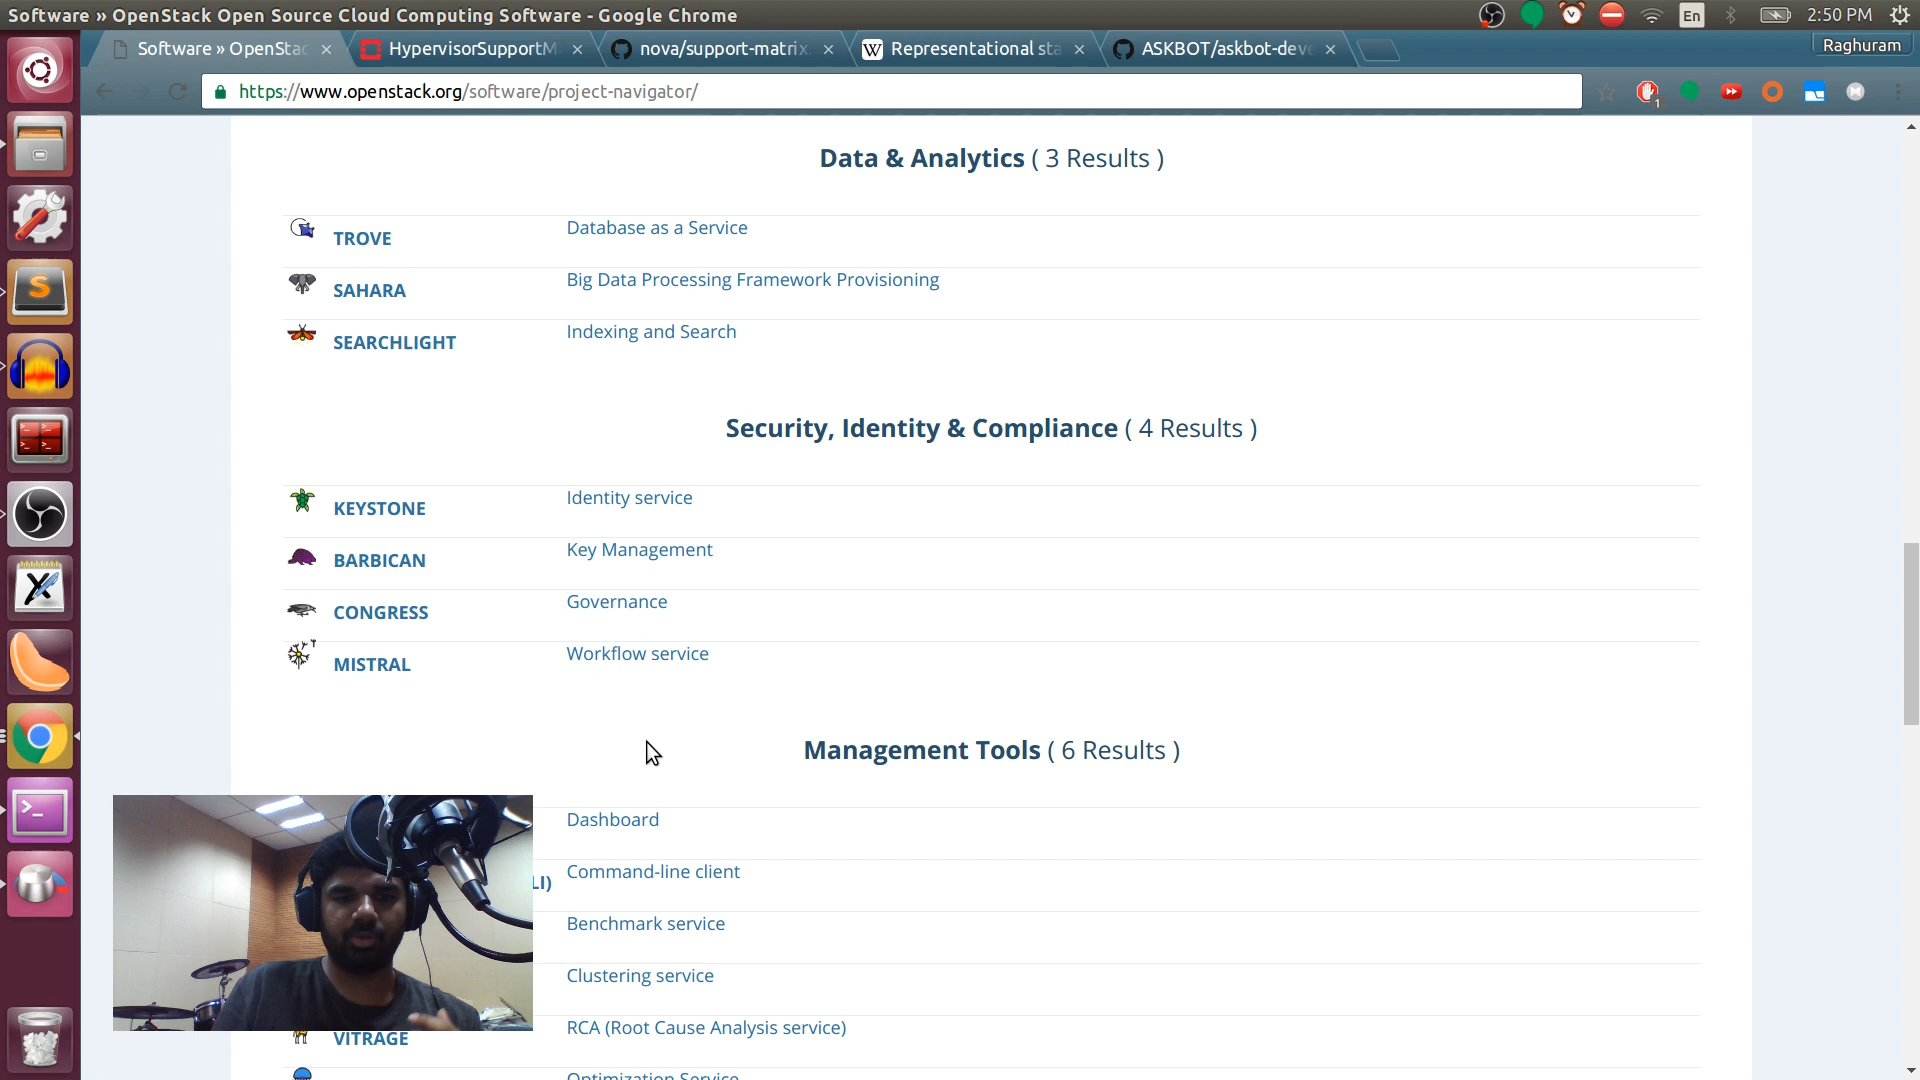 Software » OpenStack Open Source Cloud Computing Software - Google Chrome
En
2:50 PM
Software » OpenStac
HypervisorSupportM
nova/support-matrix.
Representational sta
ASKBOT/askbot-deve
Raghuram
https://www.openstack.org/software/project-navigator/
1
Data & Analytics ( 3 Results )
TROVE Database as a Service
SAHARA Big Data Processing Framework Provisioning
SEARCHLIGHT Indexing and Search
Security, Identity & Compliance ( 4 Results )
KEYSTONE Identity service
BARBICAN Key Management
CONGRESS Governance
MISTRAL Workflow service
Management Tools ( 6 Results )
Dashboard
LI) Command-line client
Benchmark service
Clustering service
VITRAGE RCA (Root Cause Analysis service)
Optimization Service